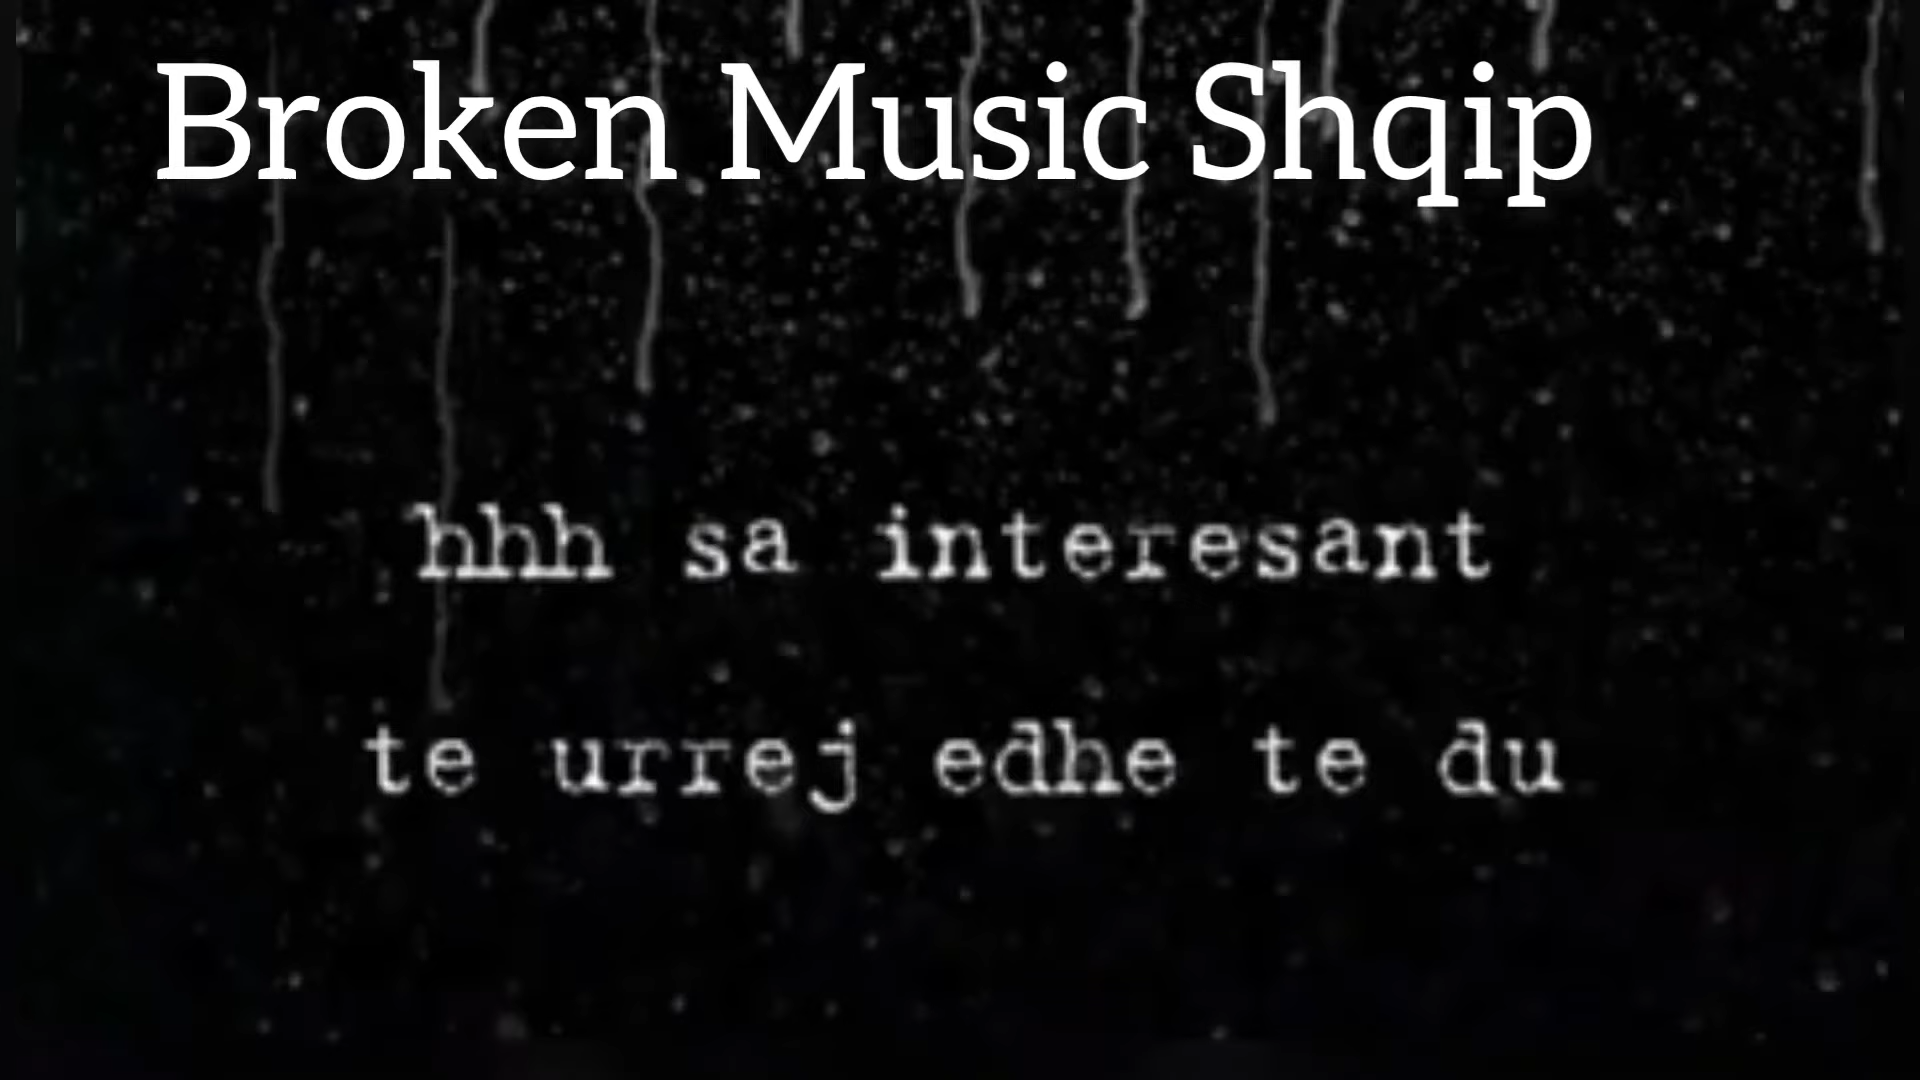 Broken Music Shqip
hhh sa interesant
te urrej edhe te du